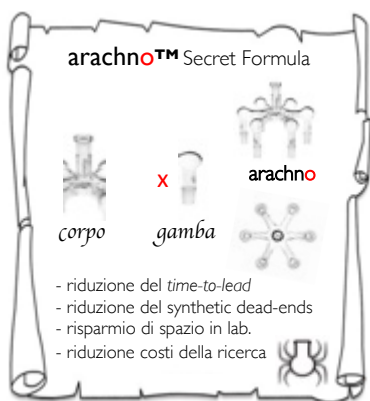 arachno™ Secret Formula
x
arachno
corpo
gamba
- riduzione del time-to-lead
- riduzione del synthetic dead-ends
- risparmio di spazio in lab.
- riduzione costi della ricerca